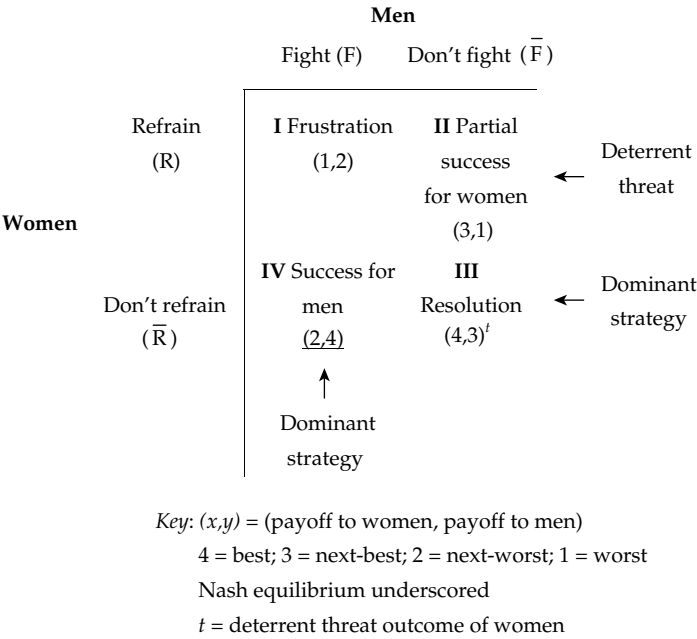 Men
Fight (F) Don't fight (F̅)
Refrain
(R)
I Frustration
(1,2)
II Partial
success
for women
(3,1)
Deterrent
threat
Women
Don't refrain
(R̅)
IV Success for
men
(2,4)
III
Resolution
(4,3)ᵗ
Dominant
strategy
Dominant
strategy
Key: (x,y) = (payoff to women, payoff to men)
4 = best; 3 = next-best; 2 = next-worst; 1 = worst
Nash equilibrium underscored
t = deterrent threat outcome of women